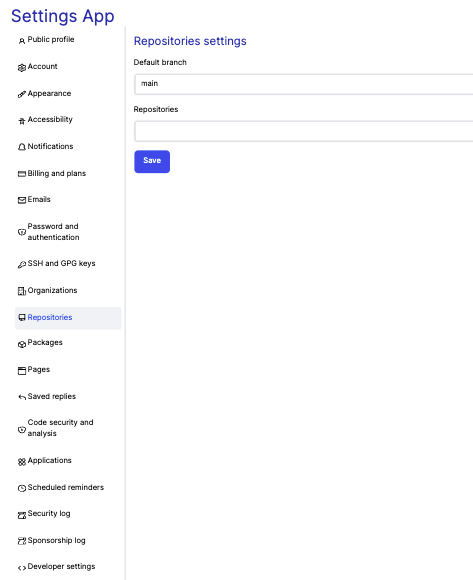 Settings App
Public profile
Account
Appearance
Accessibility
Notifications
Billing and plans
Emails
Password and
authentication
SSH and GPG keys
Organizations
Repositories
Packages
Pages
Saved replies
Code security and
analysis
Applications
Scheduled reminders
Security log
Sponsorship log
Developer settings
Repositories settings
Default branch
main
Repositories
Save